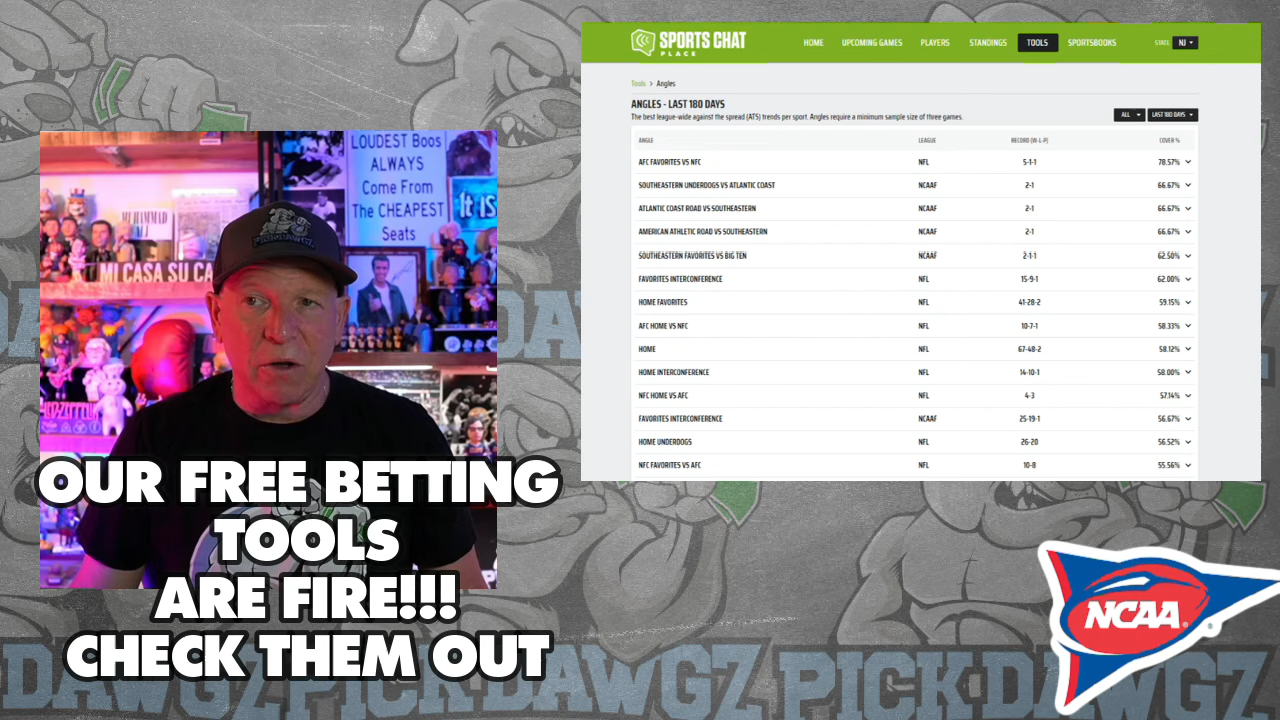 SPORTS CHAT
PLACE
HOME
UPCOMING GAMES
PLAYERS
STANDINGS
TOOLS
SPORTSBOOKS
STATE
NJ
Tools > Angles
ANGLES - LAST 180 DAYS
The best league-wide against the spread (ATS) trends per sport. Angles require a minimum sample size of three games.
ALL
LAST 180 DAYS
ANGLE LEAGUE RECORD (W-L-P) COVER %
AFC FAVORITES VS NFC NFL 5-1-1 78.57%
SOUTHEASTERN UNDERDOGS VS ATLANTIC COAST NCAAF 2-1 66.67%
ATLANTIC COAST ROAD VS SOUTHEASTERN NCAAF 2-1 66.67%
AMERICAN ATHLETIC ROAD VS SOUTHEASTERN NCAAF 2-1 66.67%
SOUTHEASTERN FAVORITES VS BIG TEN NCAAF 2-1-1 62.50%
FAVORITES INTERCONFERENCE NFL 15-9-1 62.00%
HOME FAVORITES NFL 41-28-2 59.15%
AFC HOME VS NFC NFL 10-7-1 58.33%
HOME NFL 67-48-2 58.12%
HOME INTERCONFERENCE NFL 14-10-1 58.00%
NFC HOME VS AFC NFL 4-3 57.14%
FAVORITES INTERCONFERENCE NCAAF 25-19-1 56.67%
HOME UNDERDOGS NFL 26-20 56.52%
NFC FAVORITES VS AFC NFL 10-8 55.56%
LOUDEST Boos
ALWAYS
Come From
The CHEAPEST
Seats
It IS
MUHAMMAD
ALI
MI CASA SU CA
PICKDAWGZ
OUR FREE BETTING
TOOLS
ARE FIRE!!!
CHECK THEM OUT
NCAA
DAWGZ PICKDAWGZ PICKDAWGZ